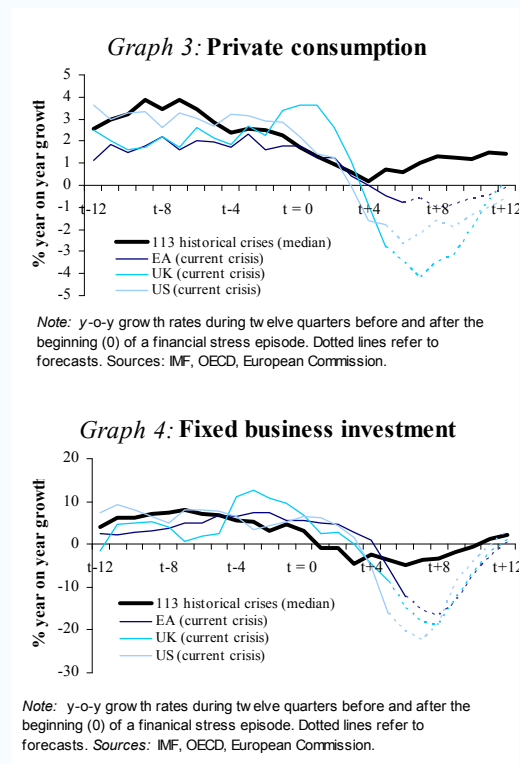 Graph 3: Private consumption
% year on year growth
5
4
3
2
1
0
-1
-2
-3
-4
-5
t-12 t-8 t-4 t = 0 t+4 t+8 t+12
113 historical crises (median)
EA (current crisis)
UK (current crisis)
US (current crisis)
Note: y-o-y growth rates during twelve quarters before and after the
beginning (0) of a financial stress episode. Dotted lines refer to
forecasts. Sources: IMF, OECD, European Commission.
Graph 4: Fixed business investment
% year on year growth
20
10
0
-10
-20
-30
t-12 t-8 t-4 t = 0 t+4 t+8 t+12
113 historical crises (median)
EA (current crisis)
UK (current crisis)
US (current crisis)
Note: y-o-y growth rates during twelve quarters before and after the
beginning (0) of a finanical stress episode. Dotted lines refer to
forecasts. Sources: IMF, OECD, European Commission.